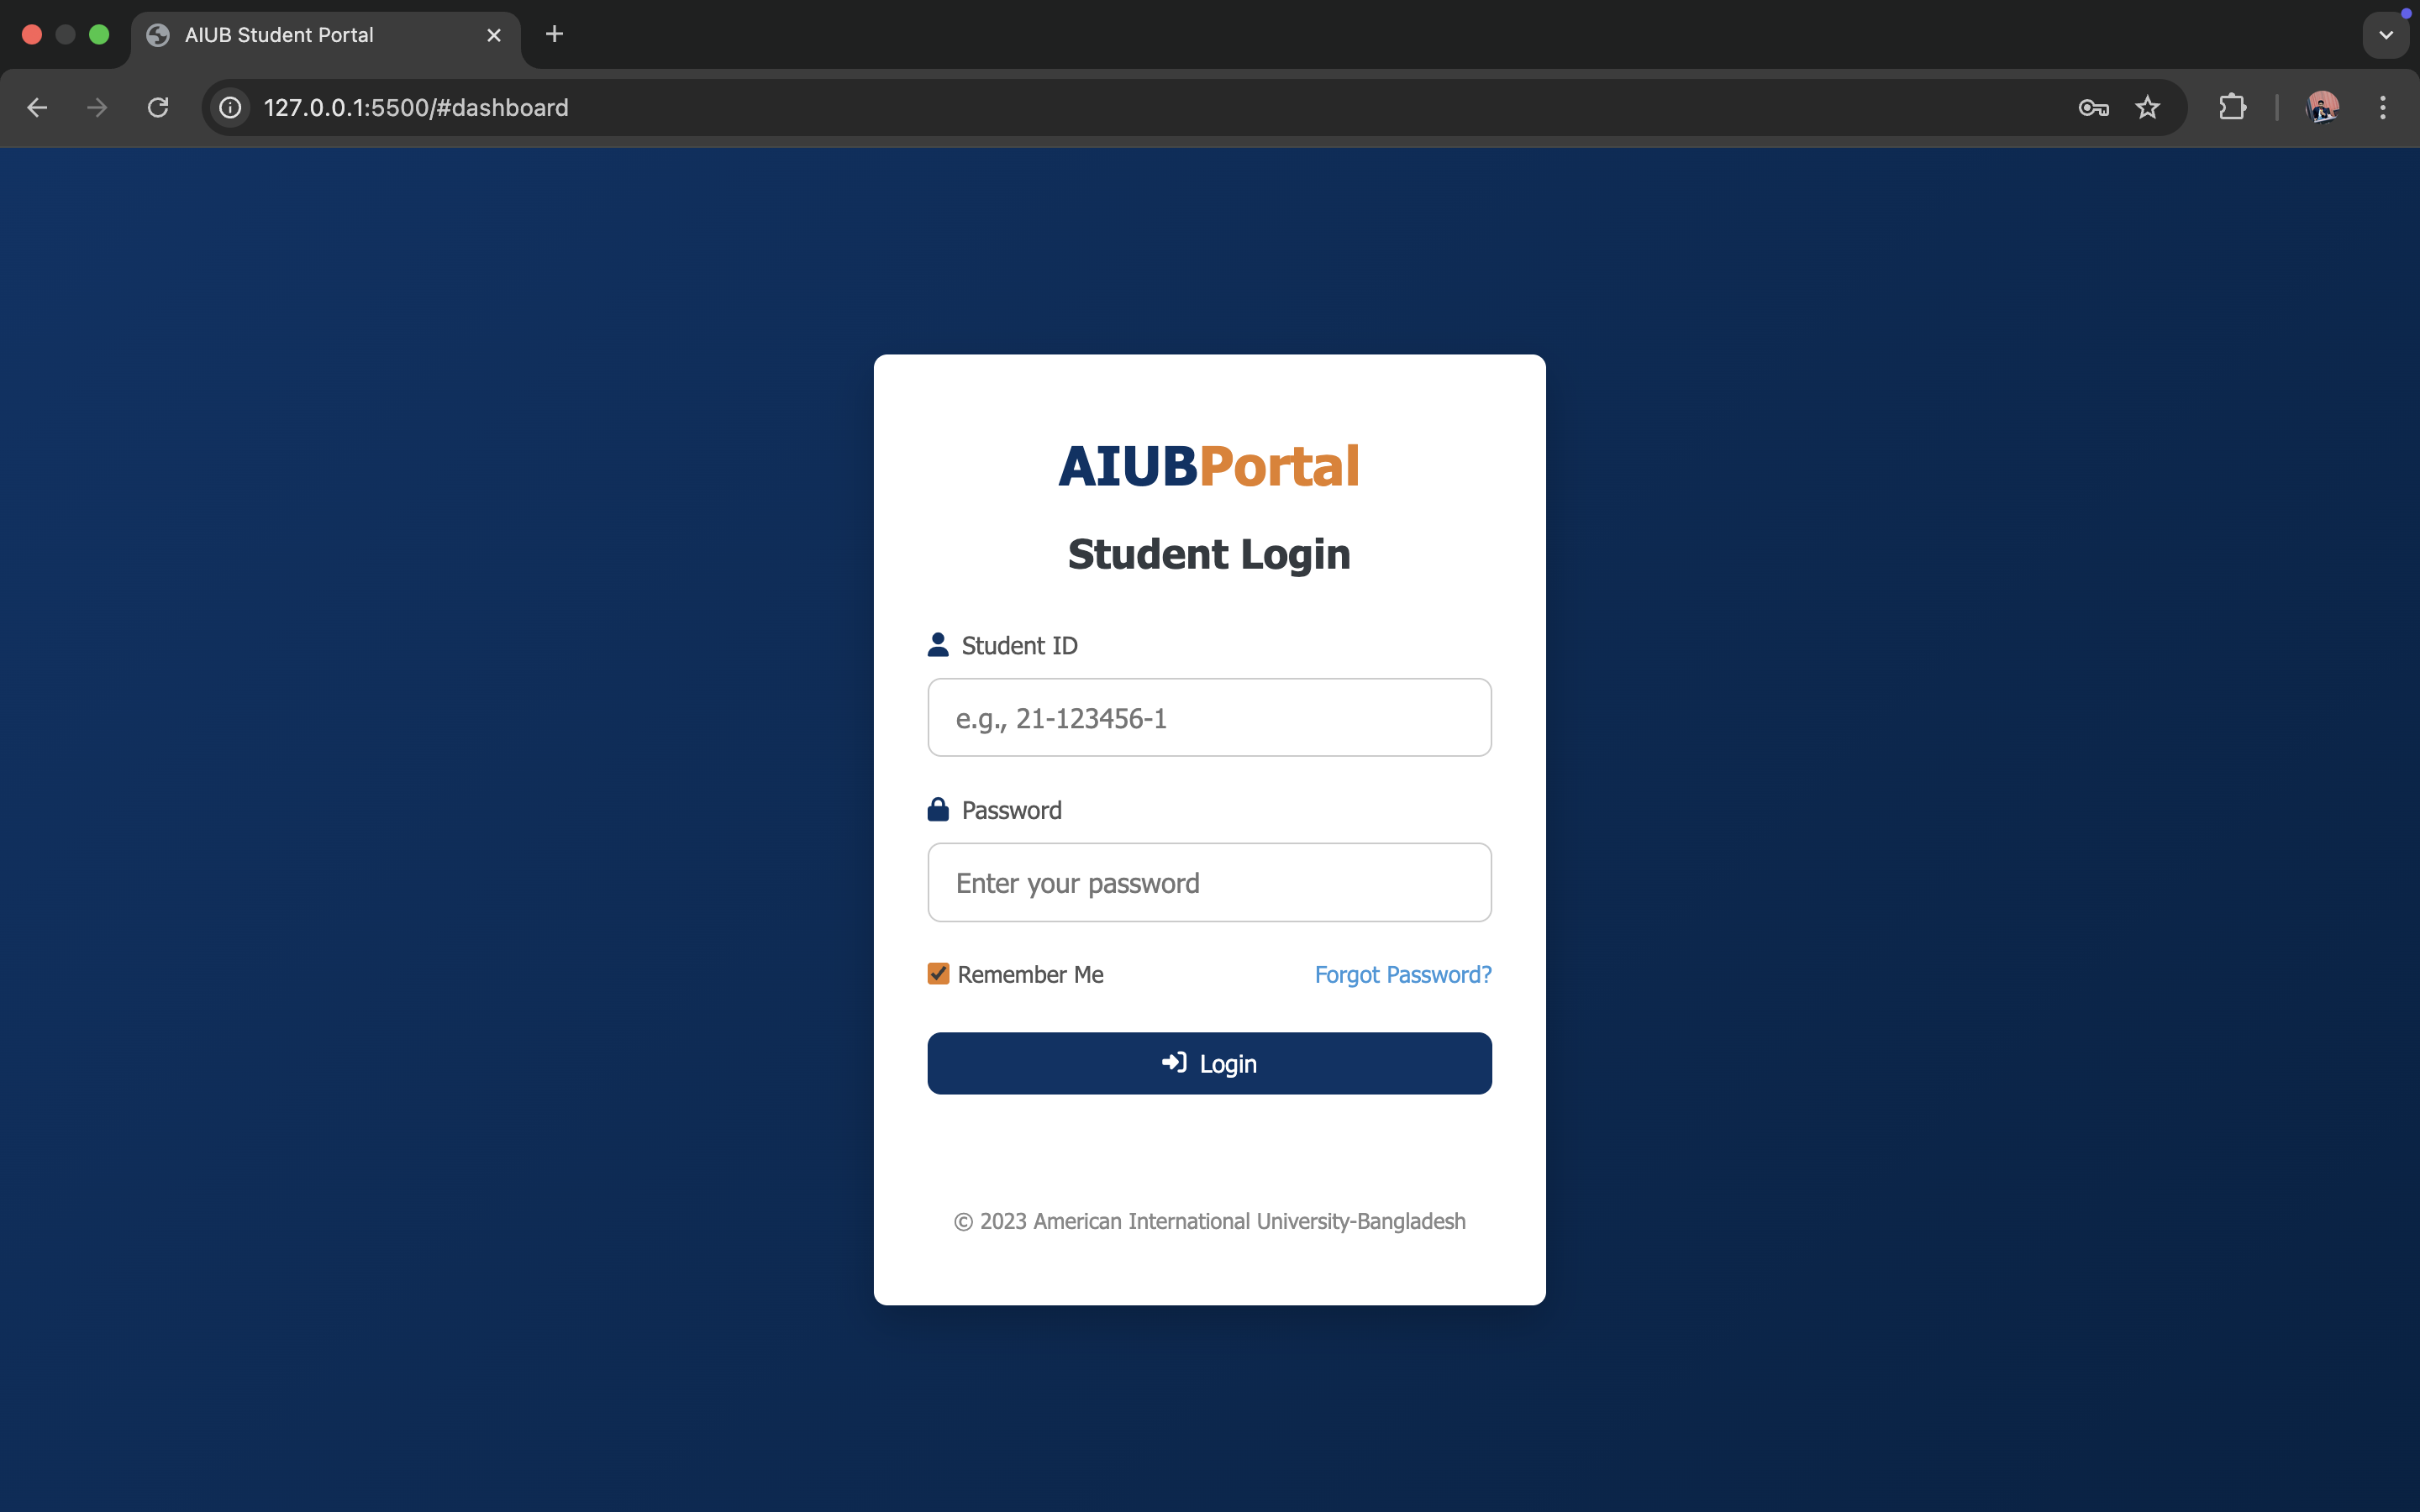 AIUB Student Portal
127.0.0.1:5500/#dashboard
AIUBPortal
Student Login
Student ID
e.g., 21-123456-1
Password
Enter your password
Remember Me
Forgot Password?
Login
© 2023 American International University-Bangladesh